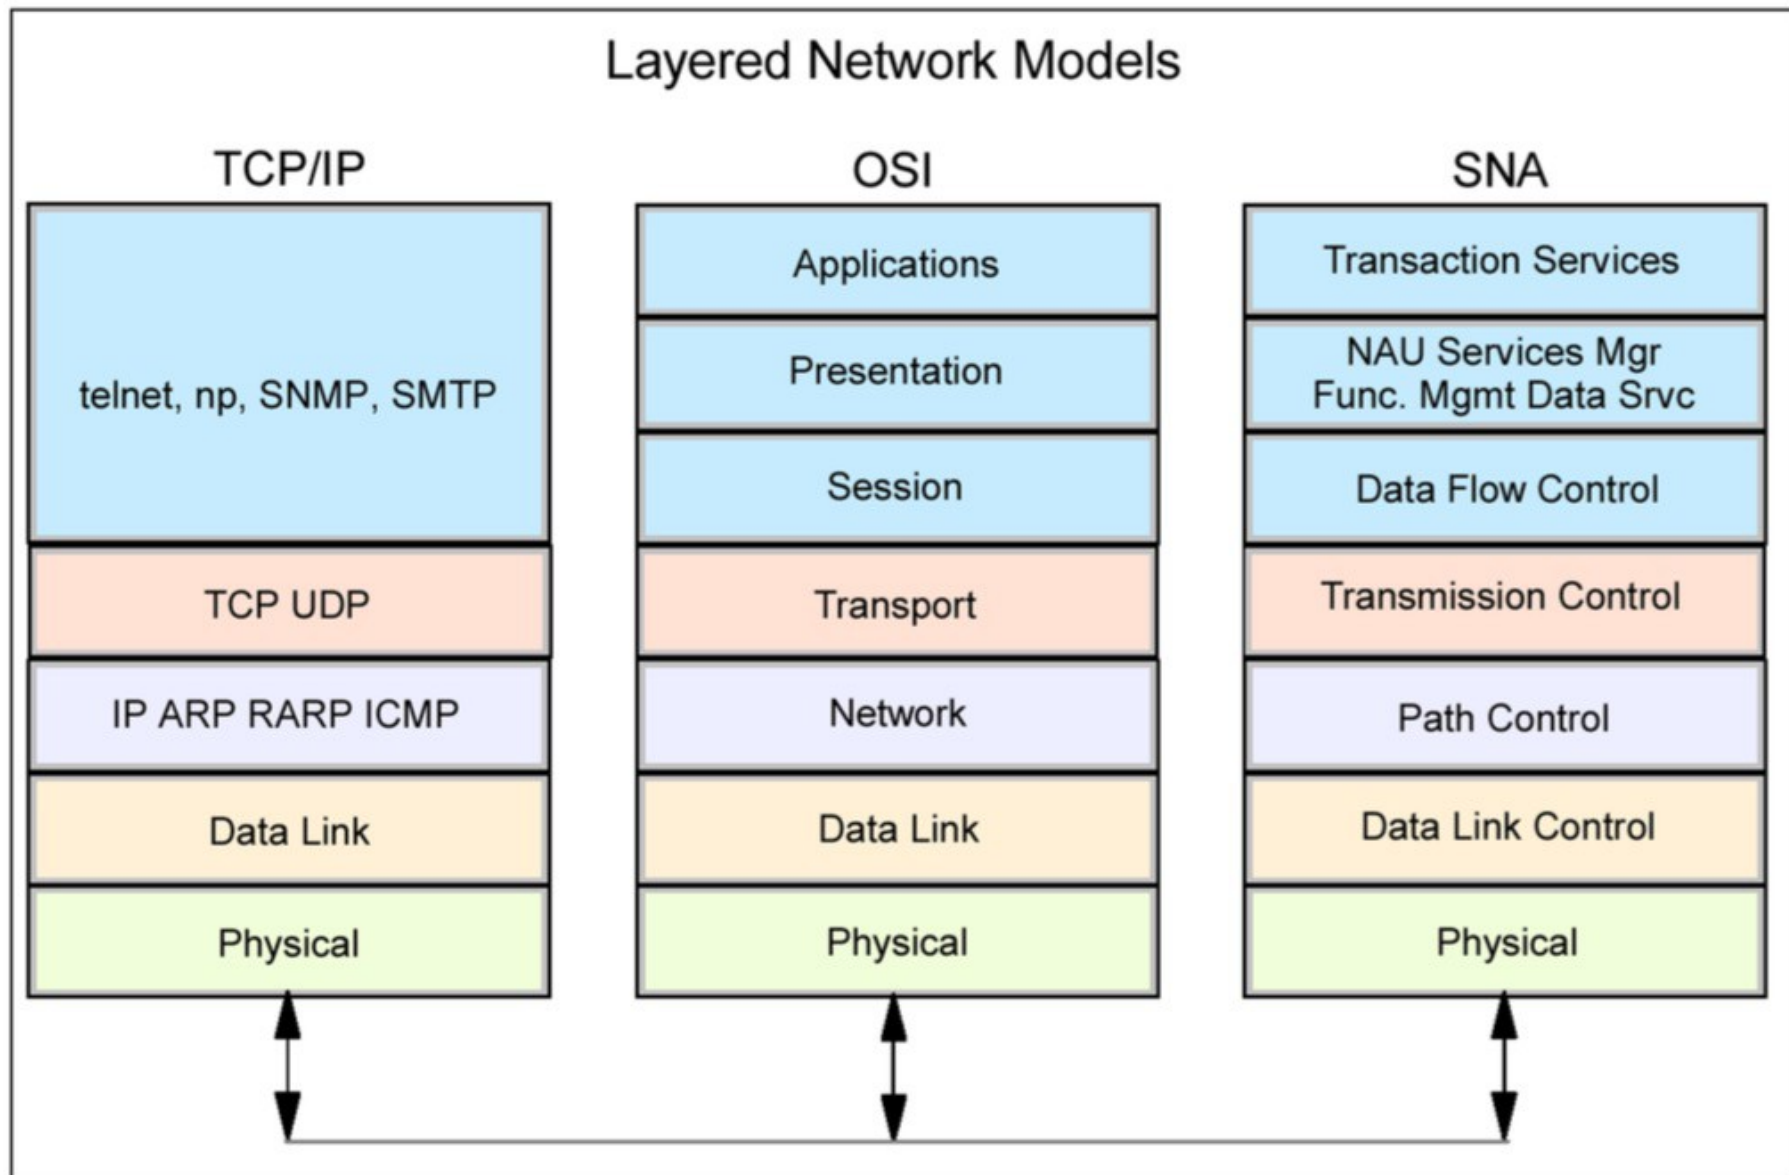 Layered Network Models
TCP/IP
telnet, np, SNMP, SMTP
TCP UDP
IP ARP RARP ICMP
Data Link
Physical
OSI
Applications
Presentation
Session
Transport
Network
Data Link
Physical
SNA
Transaction Services
NAU Services Mgr
Func. Mgmt Data Srvc
Data Flow Control
Transmission Control
Path Control
Data Link Control
Physical